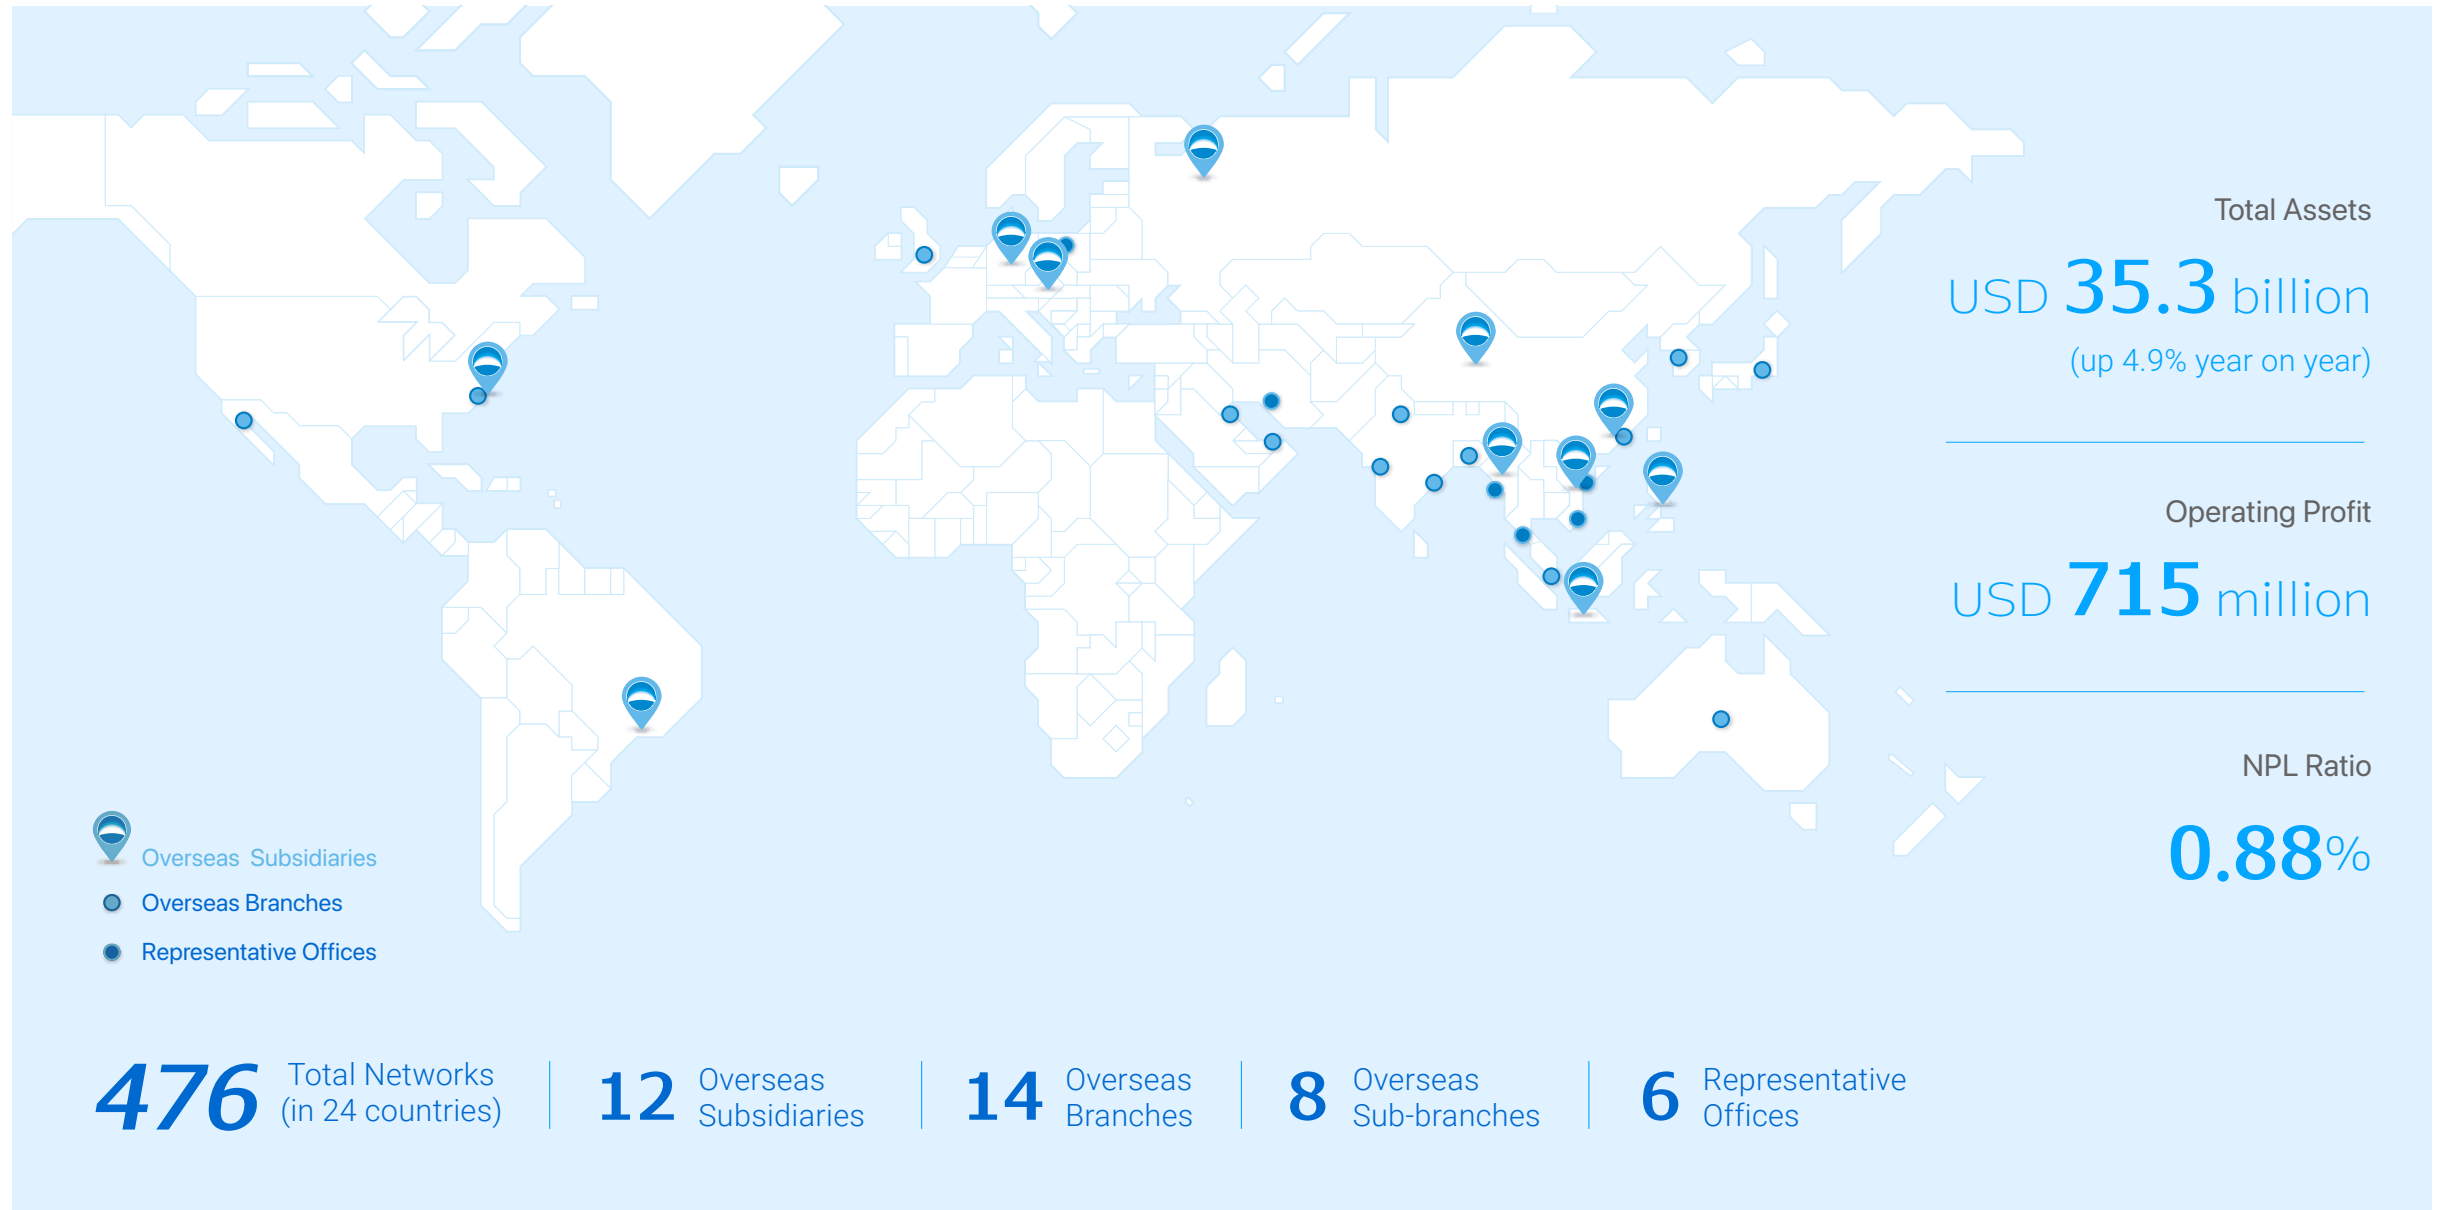 Total Assets
USD 35.3 billion
(up 4.9% year on year)
Operating Profit
USD 715 million
NPL Ratio
0.88%
Overseas Subsidiaries
Overseas Branches
Representative Offices
476 Total Networks
(in 24 countries)
12 Overseas
Subsidiaries
14 Overseas
Branches
8 Overseas
Sub-branches
6 Representative
Offices